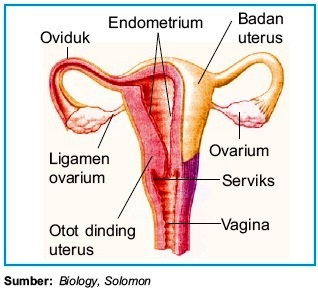 Oviduk
Endometrium
Badan
uterus
Ligamen
ovarium
Ovarium
Serviks
Otot dinding
uterus
Vagina
Sumber: Biology, Solomon